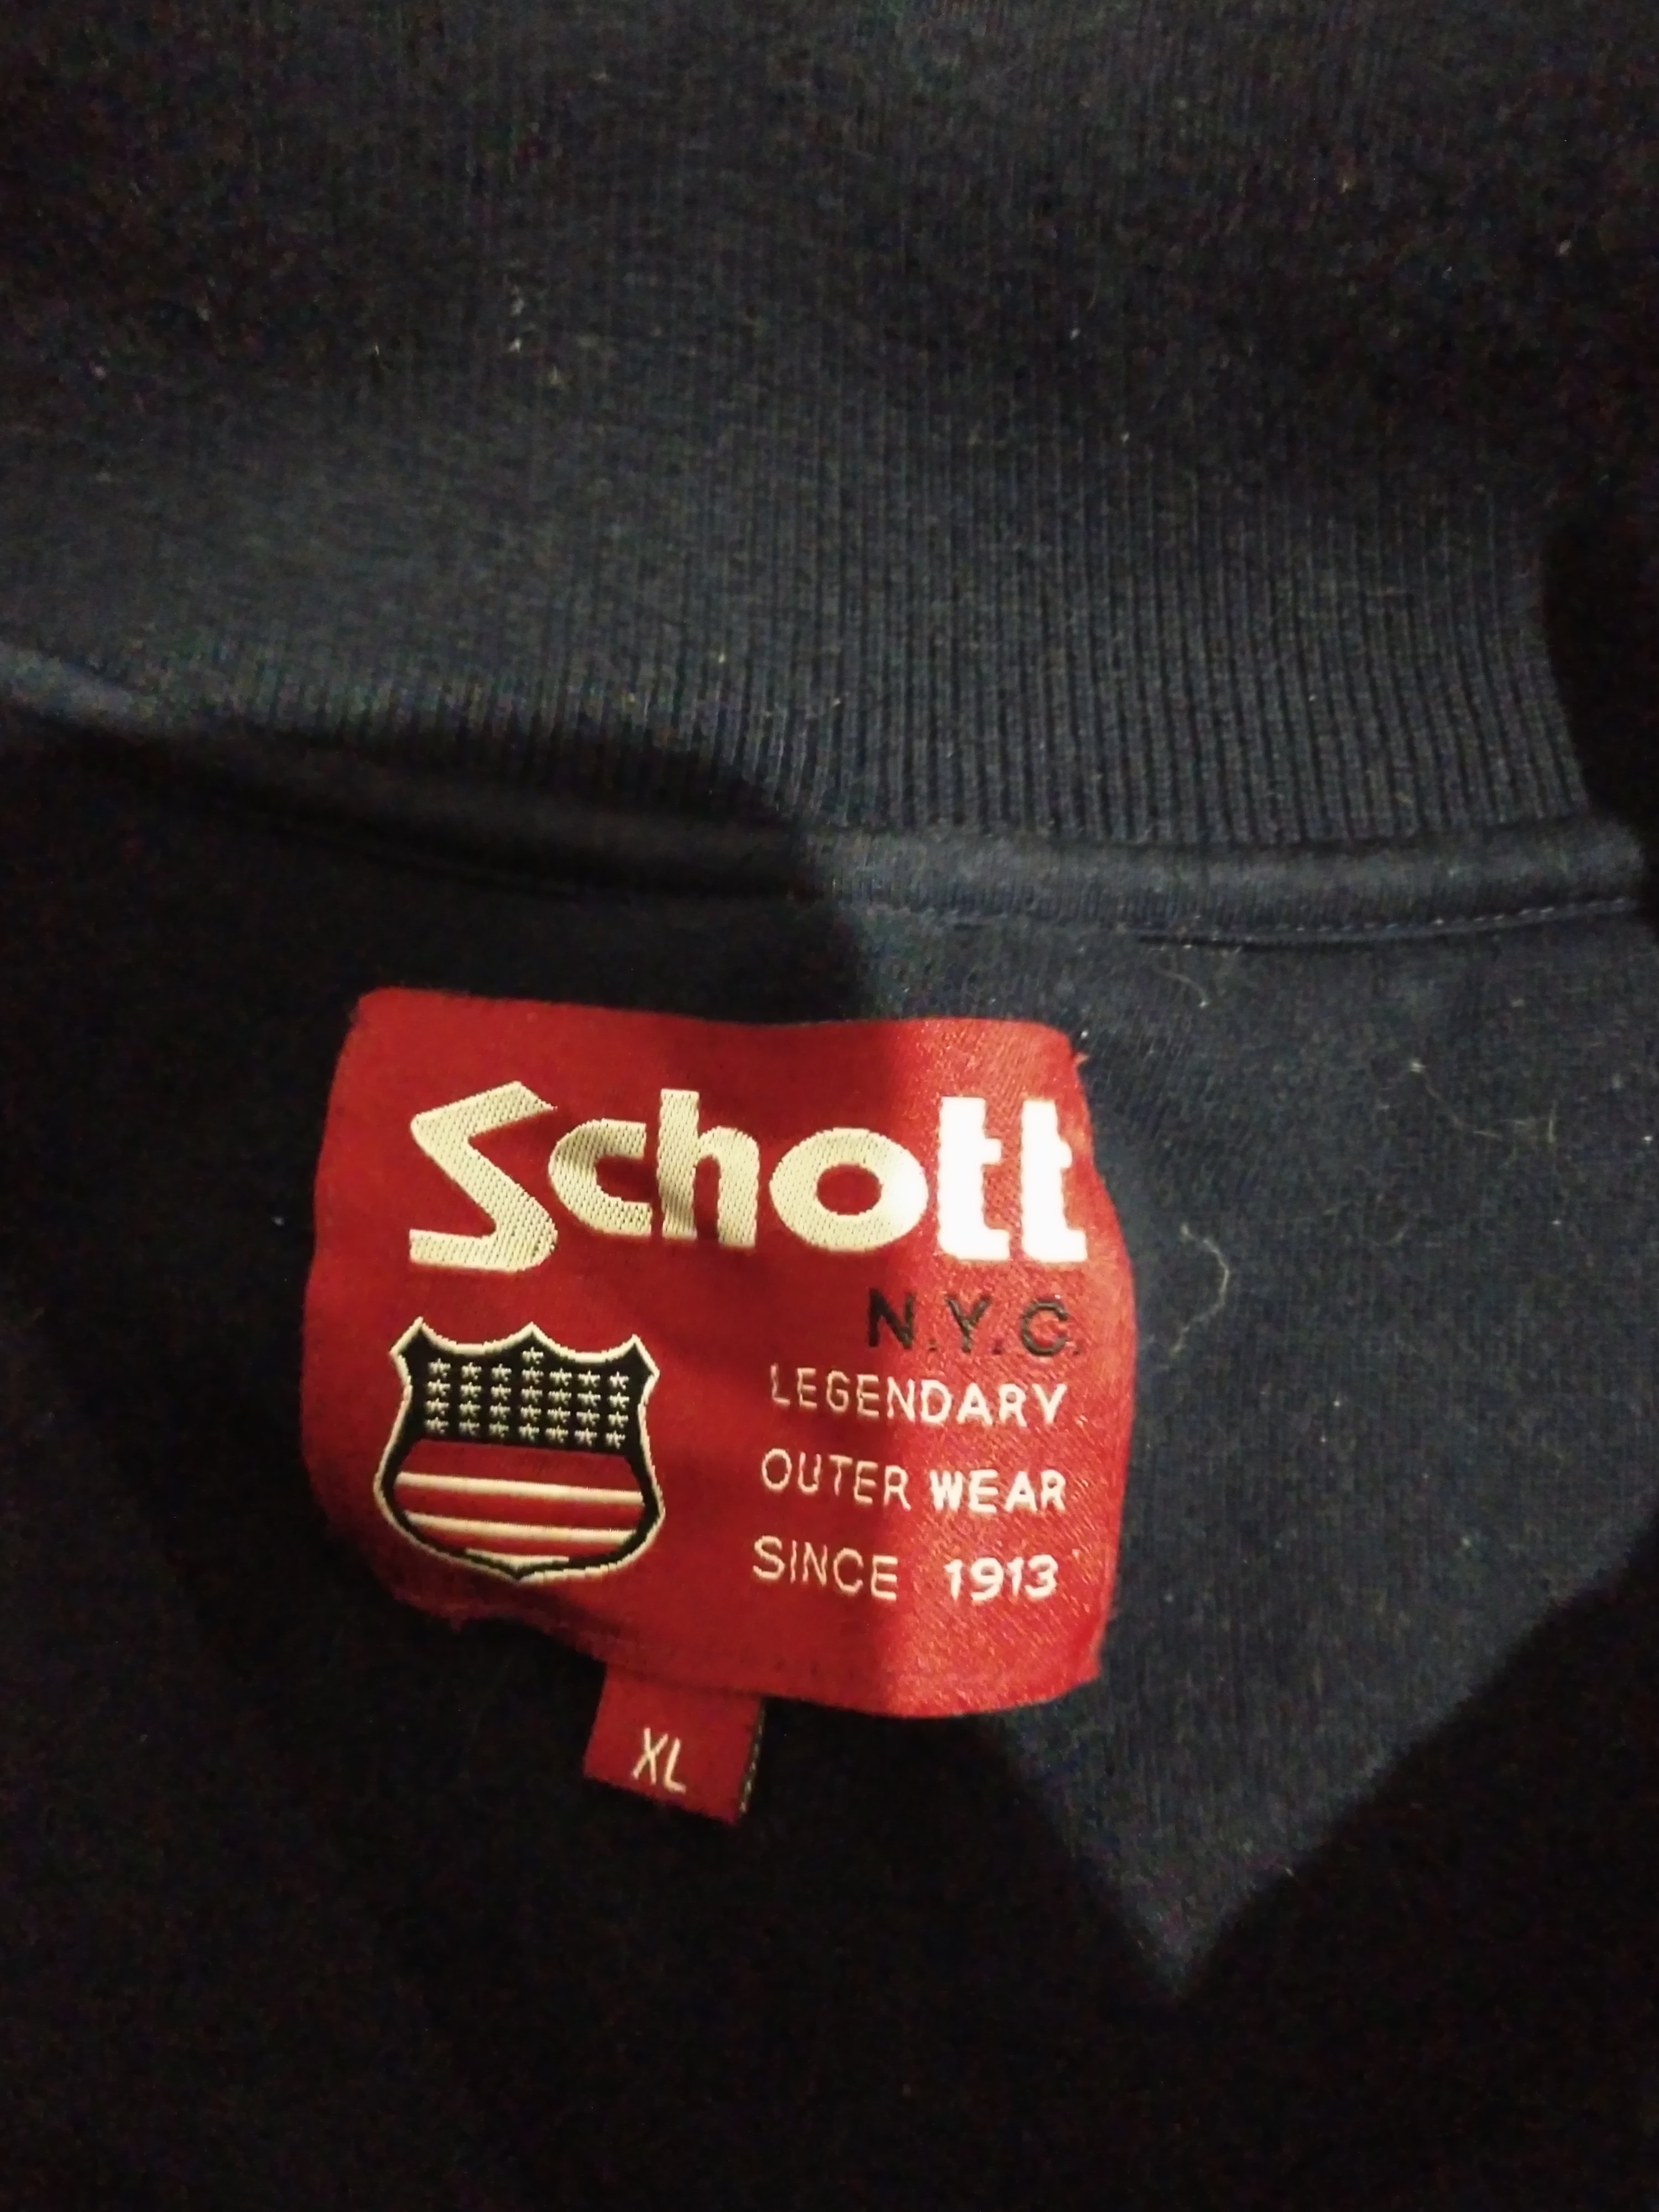 Schott
N.Y.C.
LEGENDARY
OUTER WEAR
SINCE 1913
XL